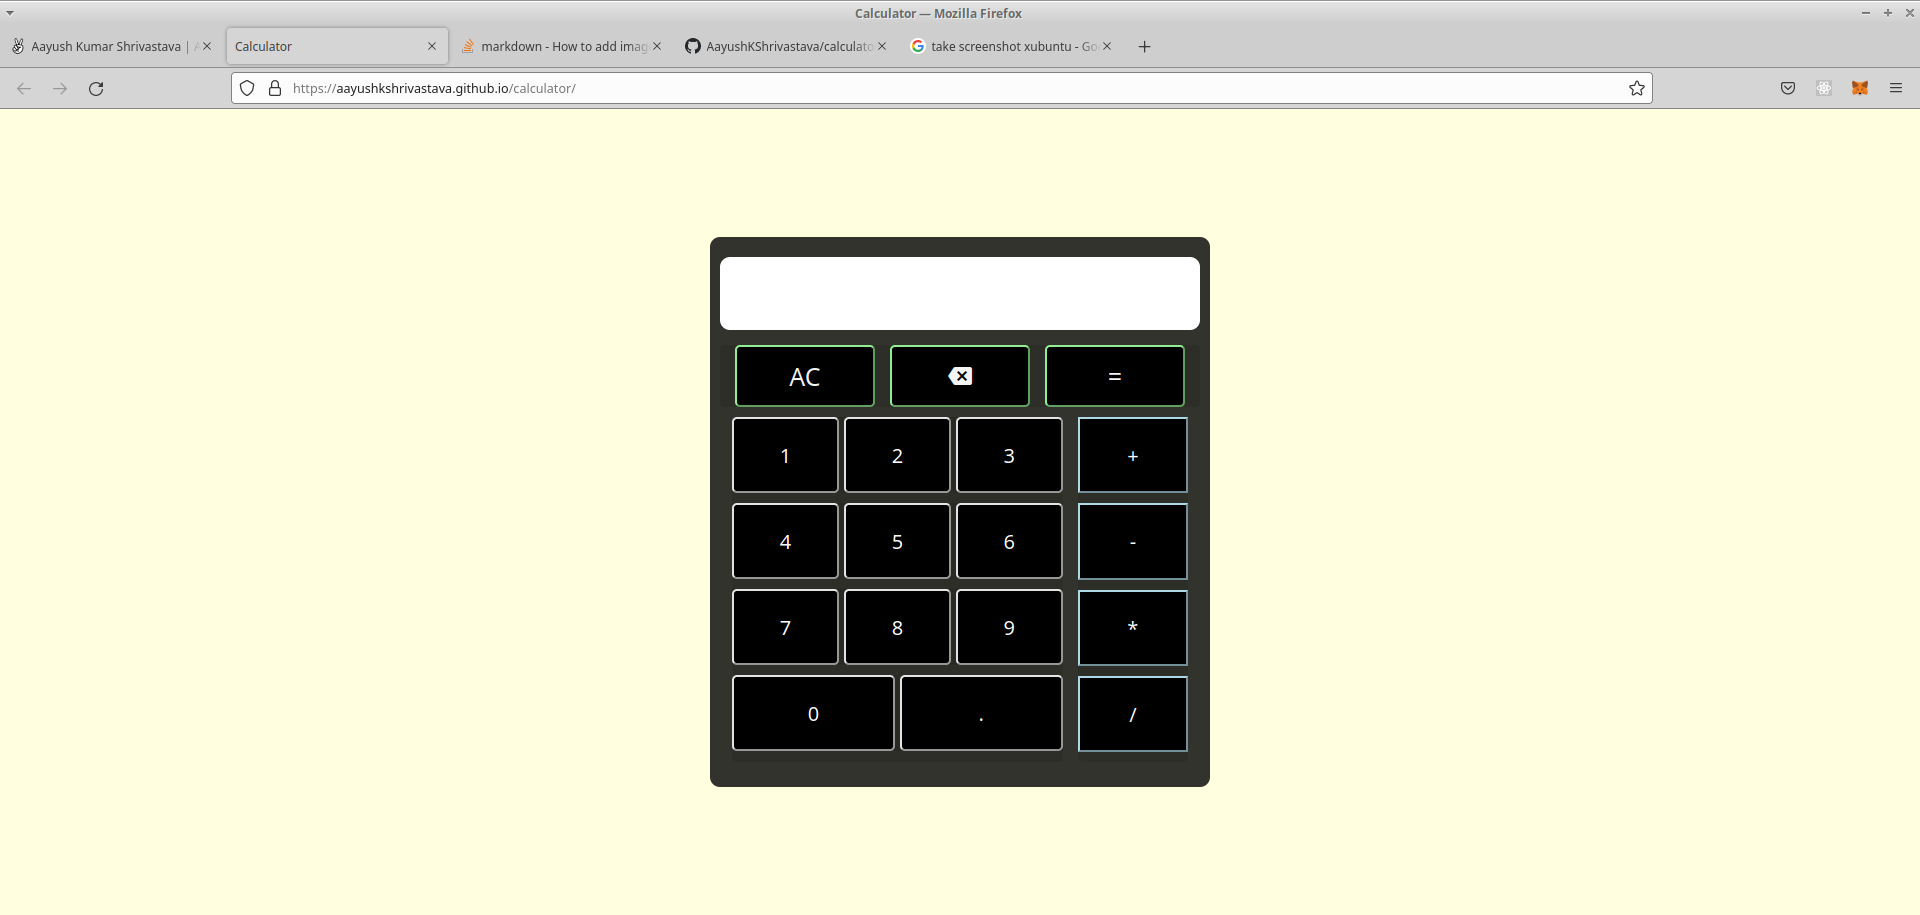 Calculator — Mozilla Firefox
Aayush Kumar Shrivastava |
Calculator
markdown - How to add imag
AayushKShrivastava/calculato
take screenshot xubuntu - Go
https://aayushkshrivastava.github.io/calculator/
AC =
1 2 3 +
4 5 6 -
7 8 9 *
0 . /